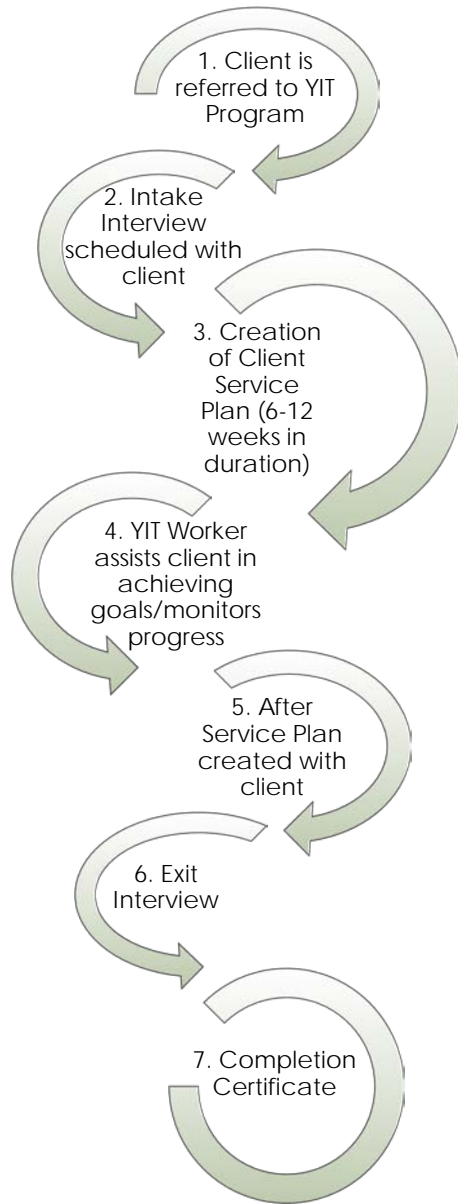 1. Client is
referred to YIT
Program
2. Intake
Interview
scheduled with
client
3. Creation
of Client
Service
Plan (6-12
weeks in
duration)
4. YIT Worker
assists client in
achieving
goals/monitors
progress
5. After
Service Plan
created with
client
6. Exit
Interview
7. Completion
Certificate